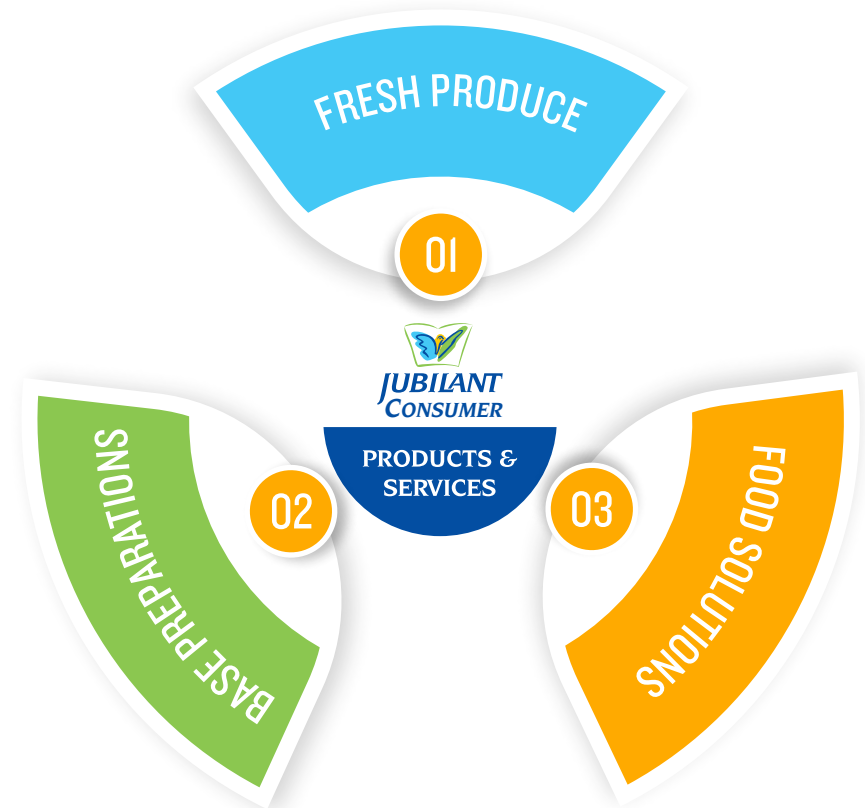 FRESH PRODUCE
01
JUBILANT
CONSUMER
PRODUCTS &
SERVICES
02
BASE PREPARATIONS
03
FOOD SOLUTIONS